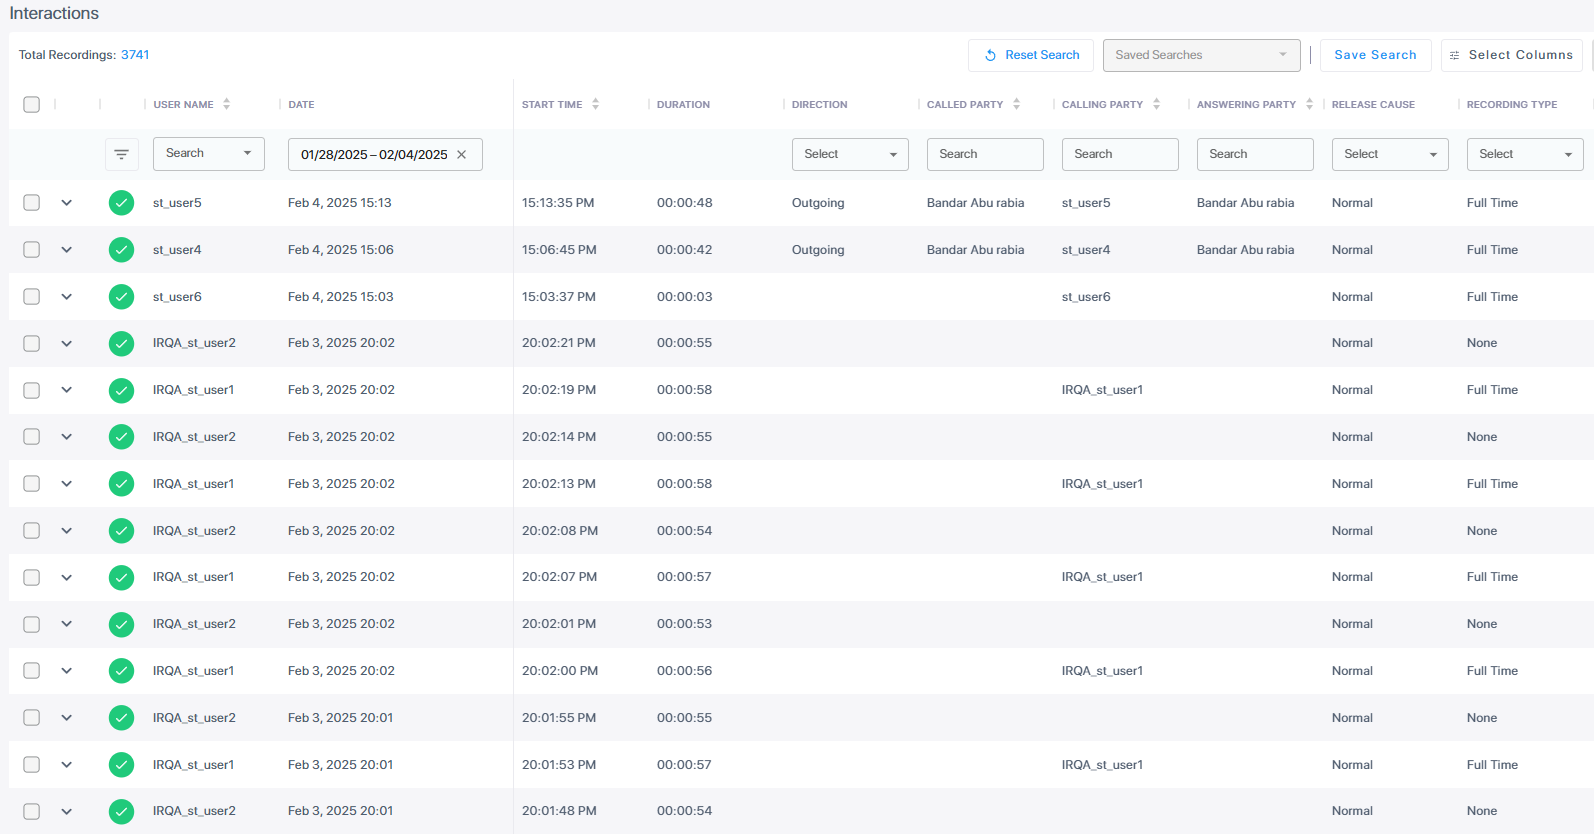 Interactions
Total Recordings: 3741 Reset Search Saved Searches Save Search Select Columns
USER NAME DATE START TIME DURATION DIRECTION CALLED PARTY CALLING PARTY ANSWERING PARTY RELEASE CAUSE RECORDING TYPE
Search 01/28/2025 – 02/04/2025 Select Search Search Search Select Select
st_user5 Feb 4, 2025 15:13 15:13:35 PM 00:00:48 Outgoing Bandar Abu rabia st_user5 Bandar Abu rabia Normal Full Time
st_user4 Feb 4, 2025 15:06 15:06:45 PM 00:00:42 Outgoing Bandar Abu rabia st_user4 Bandar Abu rabia Normal Full Time
st_user6 Feb 4, 2025 15:03 15:03:37 PM 00:00:03 st_user6 Normal Full Time
IRQA_st_user2 Feb 3, 2025 20:02 20:02:21 PM 00:00:55 Normal None
IRQA_st_user1 Feb 3, 2025 20:02 20:02:19 PM 00:00:58 IRQA_st_user1 Normal Full Time
IRQA_st_user2 Feb 3, 2025 20:02 20:02:14 PM 00:00:55 Normal None
IRQA_st_user1 Feb 3, 2025 20:02 20:02:13 PM 00:00:58 IRQA_st_user1 Normal Full Time
IRQA_st_user2 Feb 3, 2025 20:02 20:02:08 PM 00:00:54 Normal None
IRQA_st_user1 Feb 3, 2025 20:02 20:02:07 PM 00:00:57 IRQA_st_user1 Normal Full Time
IRQA_st_user2 Feb 3, 2025 20:02 20:02:01 PM 00:00:53 Normal None
IRQA_st_user1 Feb 3, 2025 20:02 20:02:00 PM 00:00:56 IRQA_st_user1 Normal Full Time
IRQA_st_user2 Feb 3, 2025 20:01 20:01:55 PM 00:00:55 Normal None
IRQA_st_user1 Feb 3, 2025 20:01 20:01:53 PM 00:00:57 IRQA_st_user1 Normal Full Time
IRQA_st_user2 Feb 3, 2025 20:01 20:01:48 PM 00:00:54 Normal None